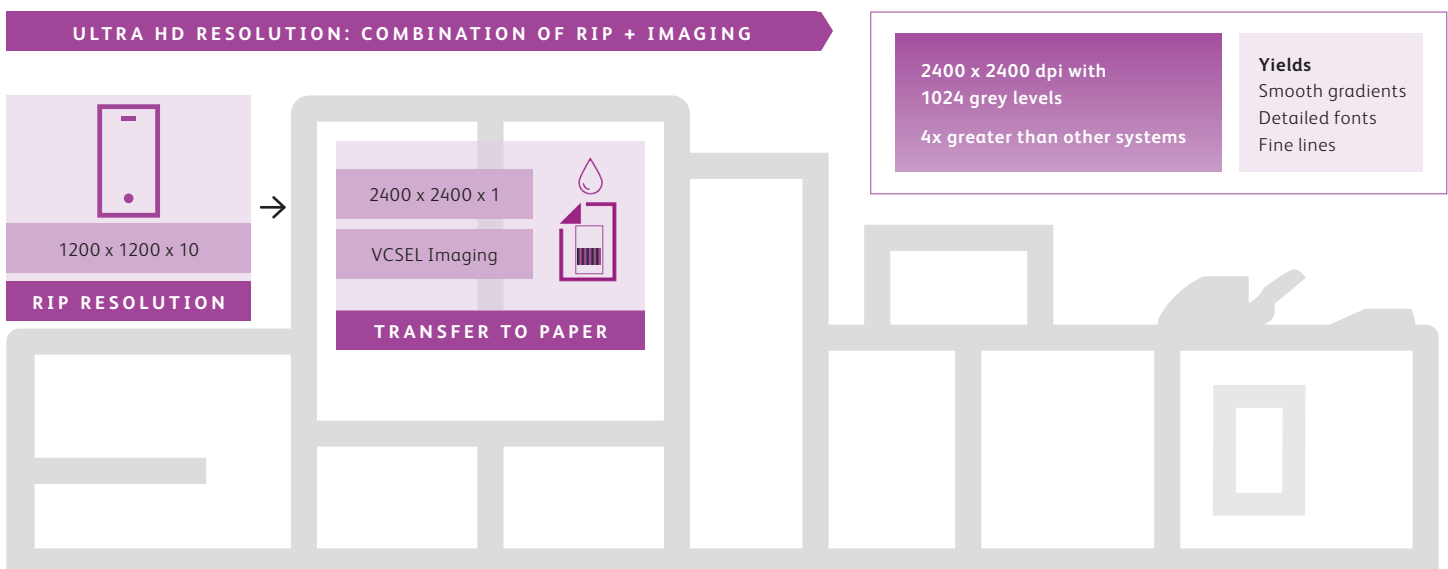 ULTRA HD RESOLUTION: COMBINATION OF RIP + IMAGING
1200 x 1200 x 10
RIP RESOLUTION
2400 x 2400 x 1
VCSEL Imaging
TRANSFER TO PAPER
2400 x 2400 dpi with
1024 grey levels
4x greater than other systems
Yields
Smooth gradients
Detailed fonts
Fine lines